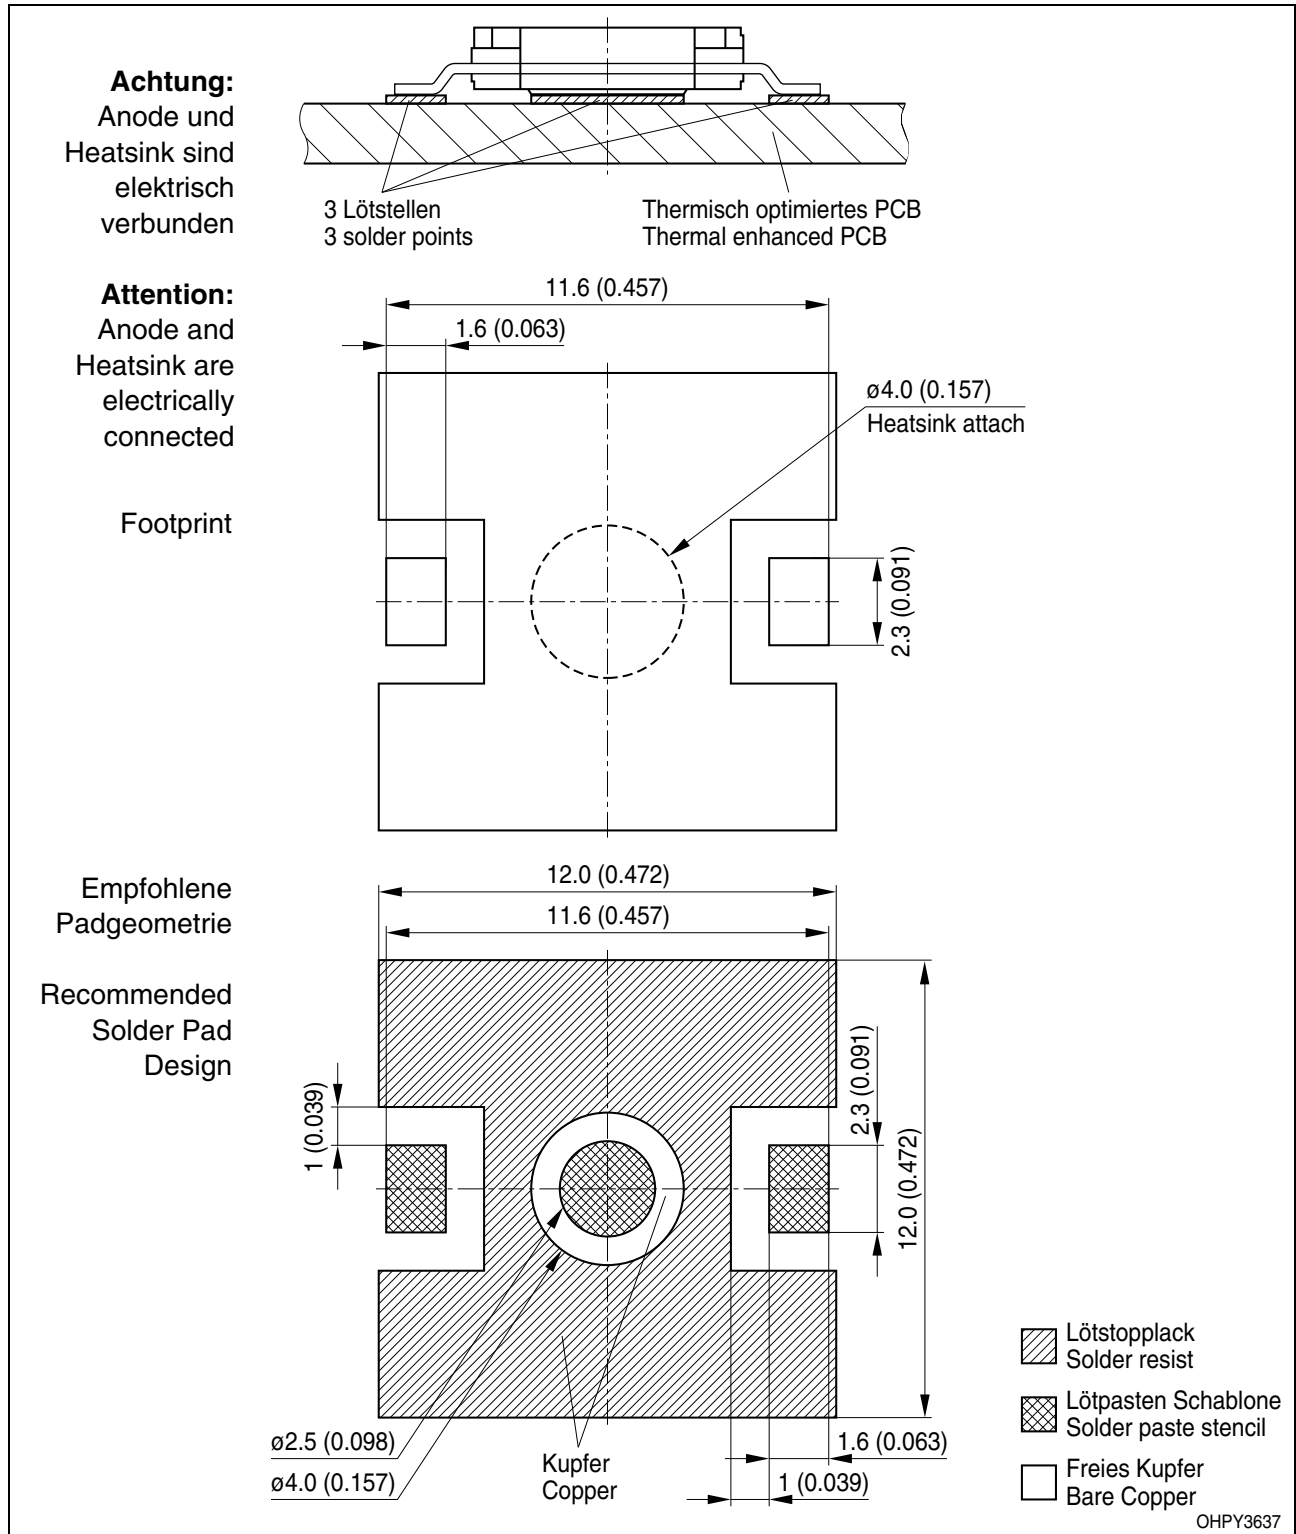 Achtung:
Anode und
Heatsink sind
elektrisch
verbunden
3 Lötstellen
3 solder points
Thermisch optimiertes PCB
Thermal enhanced PCB
Attention:
Anode and
Heatsink are
electrically
connected
11.6 (0.457)
1.6 (0.063)
ø4.0 (0.157)
Heatsink attach
Footprint
2.3 (0.091)
Empfohlene
Padgeometrie
12.0 (0.472)
11.6 (0.457)
Recommended
Solder Pad
Design
1 (0.039)
2.3 (0.091)
12.0 (0.472)
ø2.5 (0.098)
ø4.0 (0.157)
Kupfer
Copper
1.6 (0.063)
1 (0.039)
Lötstopplack
Solder resist
Lötpasten Schablone
Solder paste stencil
Freies Kupfer
Bare Copper
OHPY3637